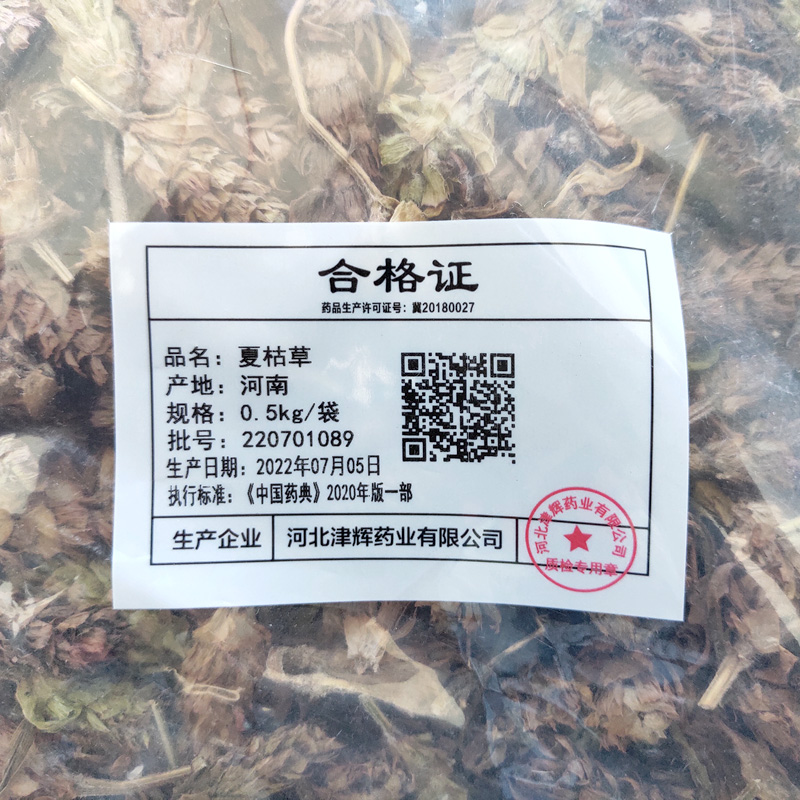 合格证
药品生产许可证号：冀20180027
品名：夏枯草
产地：河南
规格：0.5kg/袋
批号：220701089
生产日期：2022年07月05日
执行标准：《中国药典》2020年版一部
生产企业 河北津辉药业有限公司
河北津辉药业有限公司
质检专用章